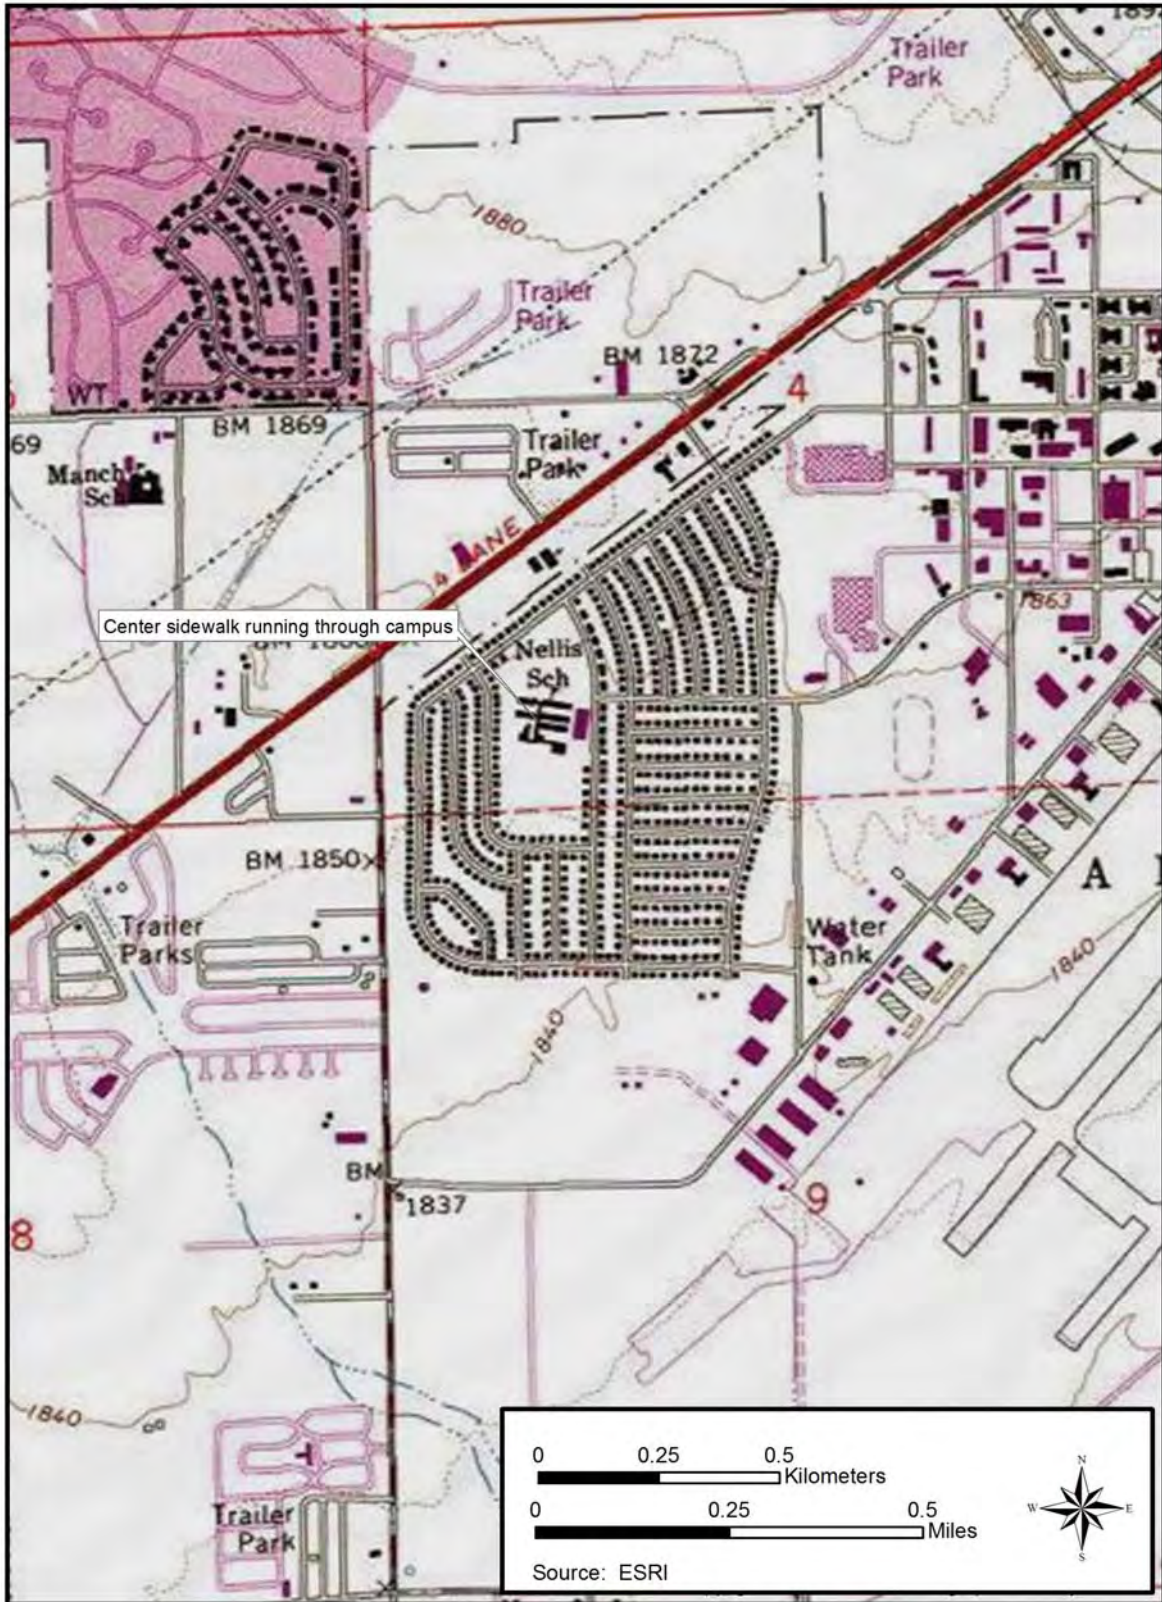 Trailer
Park
1880
Trailer
Park
BM 1872
4
WT
BM 1869
69
Trailer
Park
Manch
Sch
4 LANE
1863
Center sidewalk running through campus
Nellis
Sch
BM 1850
A
Trailer
Parks
Water
Tank
1840
1840
BM
1837
9
8
1840
Trailer
Park
0 0.25 0.5
Kilometers
0 0.25 0.5
Miles
Source: ESRI
N
W E
S